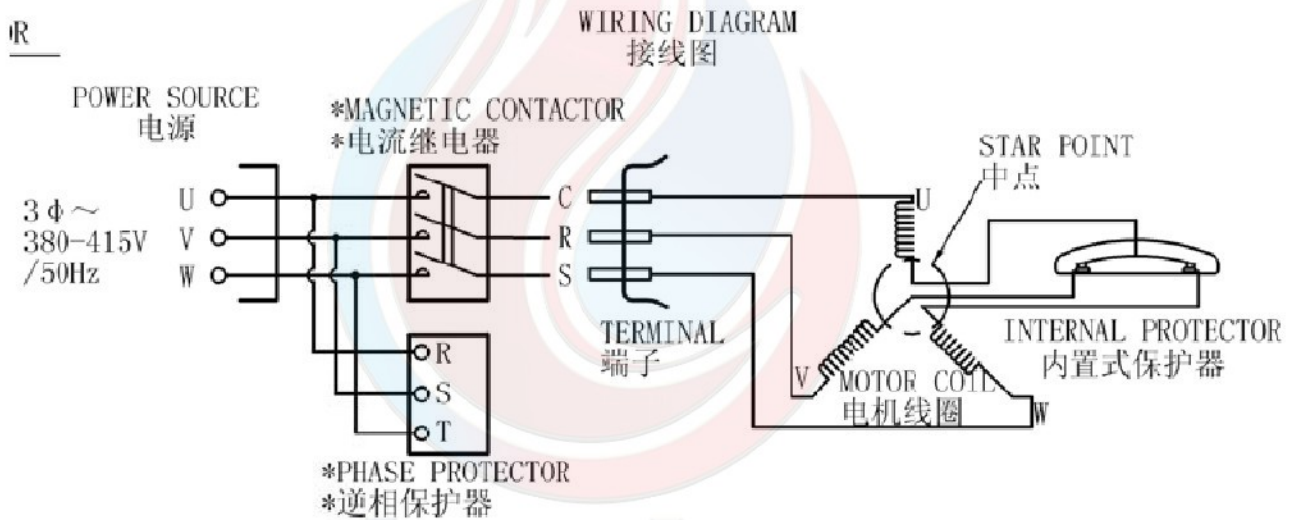 WIRING DIAGRAM
接线图
POWER SOURCE
电源
*MAGNETIC CONTACTOR
*电流继电器
STAR POINT
中点
3φ～
380-415V
/50Hz
U
V
W
C
R
S
U
V
W
TERMINAL
端子
MOTOR COIL
电机线圈
INTERNAL PROTECTOR
内置式保护器
R
S
T
*PHASE PROTECTOR
*逆相保护器